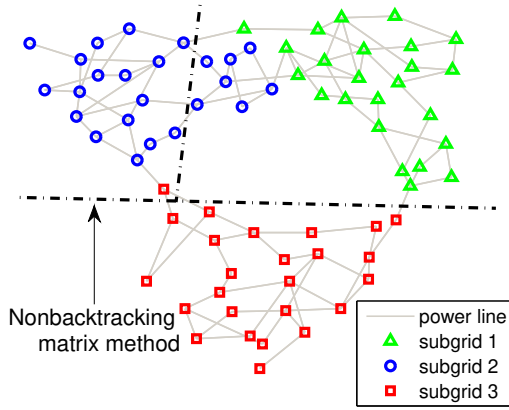 Nonbacktracking
matrix method
power line
subgrid 1
subgrid 2
subgrid 3